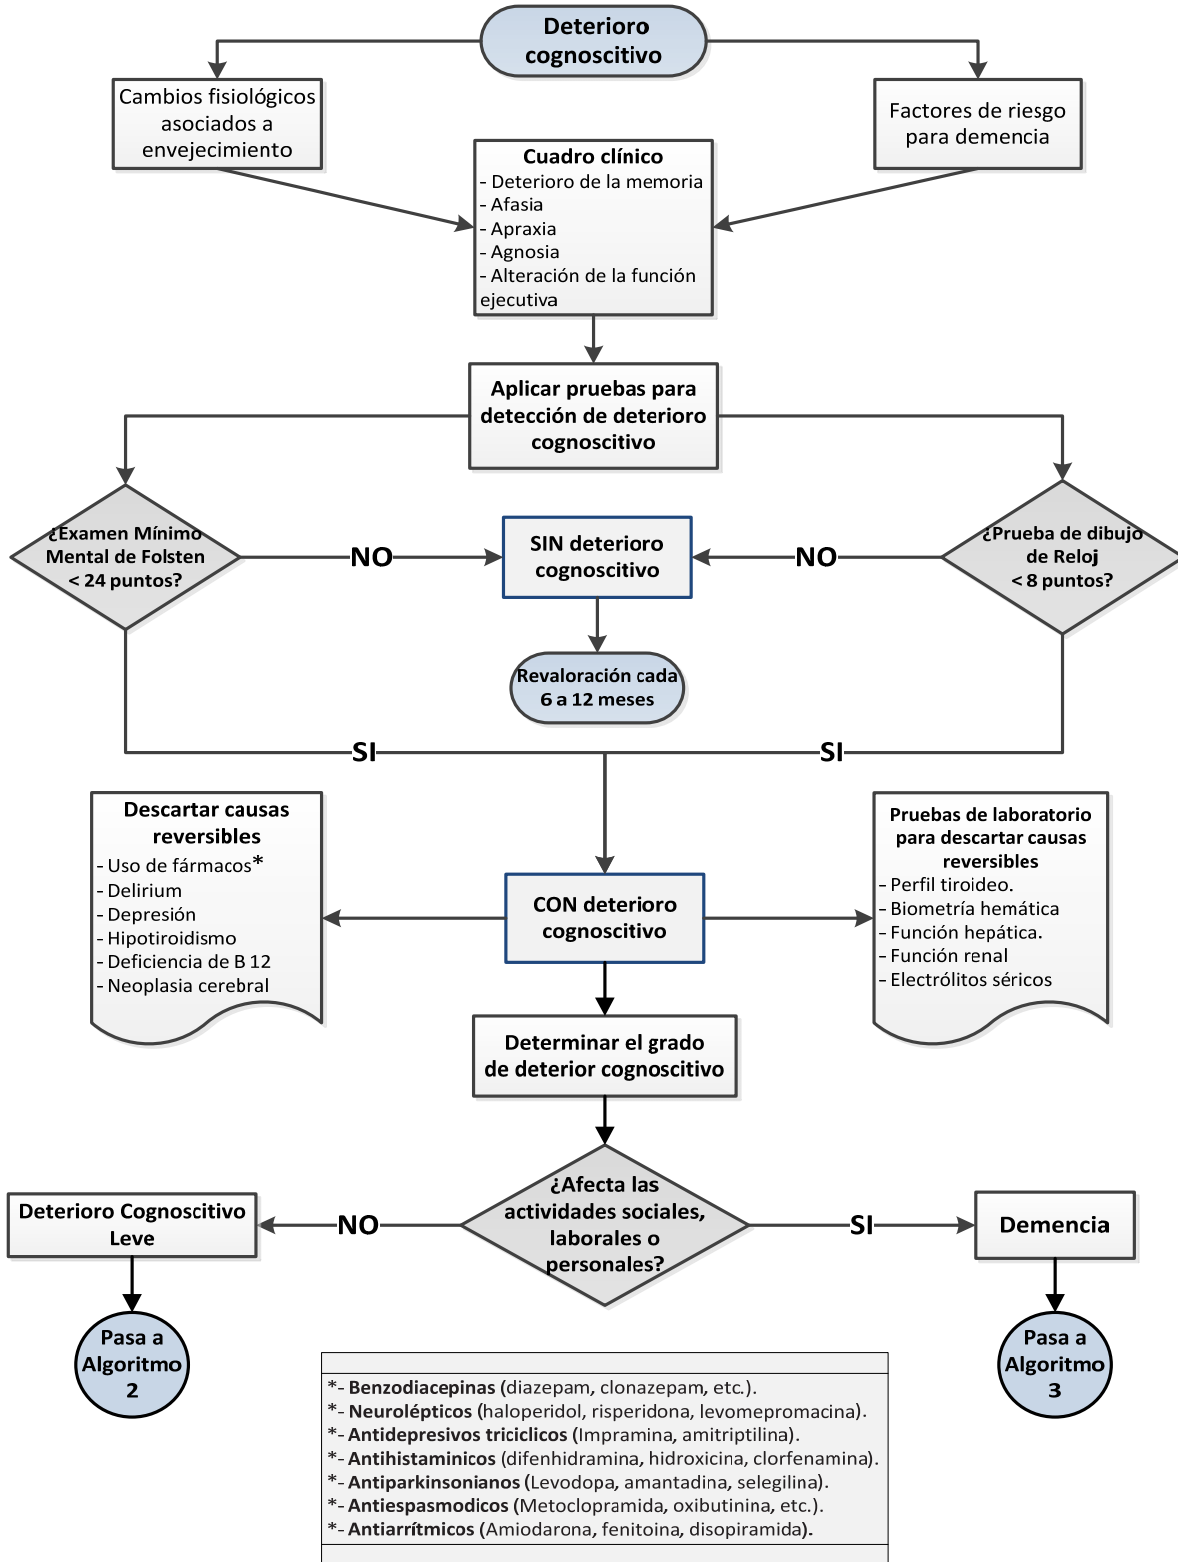 Deterioro
cognoscitivo
Cambios fisiológicos
asociados a
envejecimiento
Factores de riesgo
para demencia
Cuadro clínico
- Deterioro de la memoria
- Afasia
- Apraxia
- Agnosia
- Alteración de la función
ejecutiva
Aplicar pruebas para
detección de deterioro
cognoscitivo
¿Examen Mínimo
Mental de Folsten
< 24 puntos?
NO
SIN deterioro
cognoscitivo
NO
¿Prueba de dibujo
de Reloj
< 8 puntos?
Revaloración cada
6 a 12 meses
SI
SI
Descartar causas
reversibles
- Uso de fármacos*
- Delirium
- Depresión
- Hipotiroidismo
- Deficiencia de B 12
- Neoplasia cerebral
CON deterioro
cognoscitivo
Pruebas de laboratorio
para descartar causas
reversibles
- Perfil tiroideo.
- Biometría hemática
- Función hepática.
- Función renal
- Electrólitos séricos
Determinar el grado
de deterior cognoscitivo
¿Afecta las
actividades sociales,
laborales o
personales?
NO
SI
Deterioro Cognoscitivo
Leve
Demencia
Pasa a
Algoritmo
2
Pasa a
Algoritmo
3
*- Benzodiacepinas (diazepam, clonazepam, etc.).
*- Neurolépticos (haloperidol, risperidona, levomepromacina).
*- Antidepresivos triciclicos (Impramina, amitriptilina).
*- Antihistaminicos (difenhidramina, hidroxicina, clorfenamina).
*- Antiparkinsonianos (Levodopa, amantadina, selegilina).
*- Antiespasmodicos (Metoclopramida, oxibutinina, etc.).
*- Antiarrítmicos (Amiodarona, fenitoina, disopiramida).